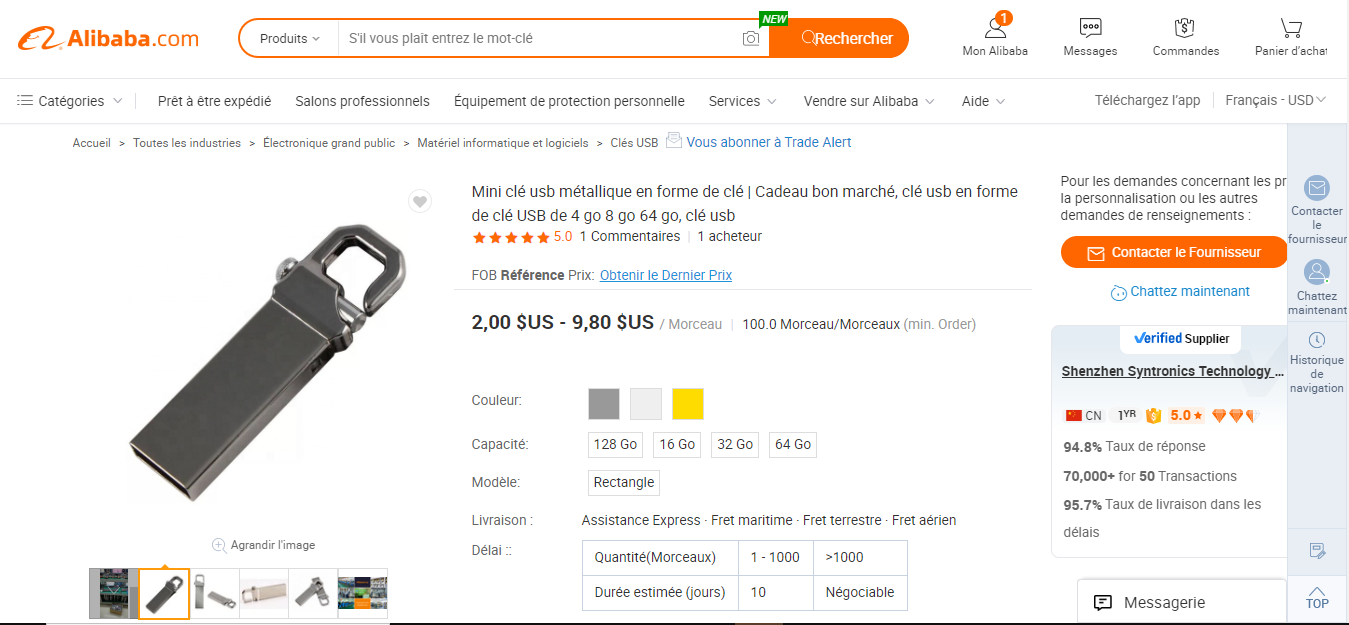 Alibaba.com
Produits
S'il vous plaît entrez le mot-clé
NEW
Rechercher
1
Mon Alibaba
Messages
Commandes
Panier d'achat
Catégories
Prêt à être expédié
Salons professionnels
Équipement de protection personnelle
Services
Vendre sur Alibaba
Aide
Téléchargez l'app
Français - USD
Accueil > Toutes les industries > Électronique grand public > Matériel informatique et logiciels > Clés USB
Vous abonner à Trade Alert
Mini clé usb métallique en forme de clé | Cadeau bon marché, clé usb en forme
de clé USB de 4 go 8 go 64 go, clé usb
5.0 1 Commentaires | 1 acheteur
FOB Référence Prix: Obtenir le Dernier Prix
2,00 $US - 9,80 $US / Morceau | 100.0 Morceau/Morceaux (min. Order)
Couleur:
Capacité:
128 Go
16 Go
32 Go
64 Go
Modèle:
Rectangle
Livraison :
Assistance Express · Fret maritime · Fret terrestre · Fret aérien
Délai ::
Quantité(Morceaux)
1 - 1000
>1000
Durée estimée (jours)
10
Négociable
Agrandir l'image
Pour les demandes concernant les pr
la personnalisation ou les autres
demandes de renseignements :
Contacter le Fournisseur
Chattez maintenant
Verified Supplier
Shenzhen Syntronics Technology ...
CN
1YR
5.0
94.8% Taux de réponse
70,000+ for 50 Transactions
95.7% Taux de livraison dans les
délais
Messagerie
Contacter
le
fournisseur
Chattez
maintenant
Historique
de
navigation
TOP